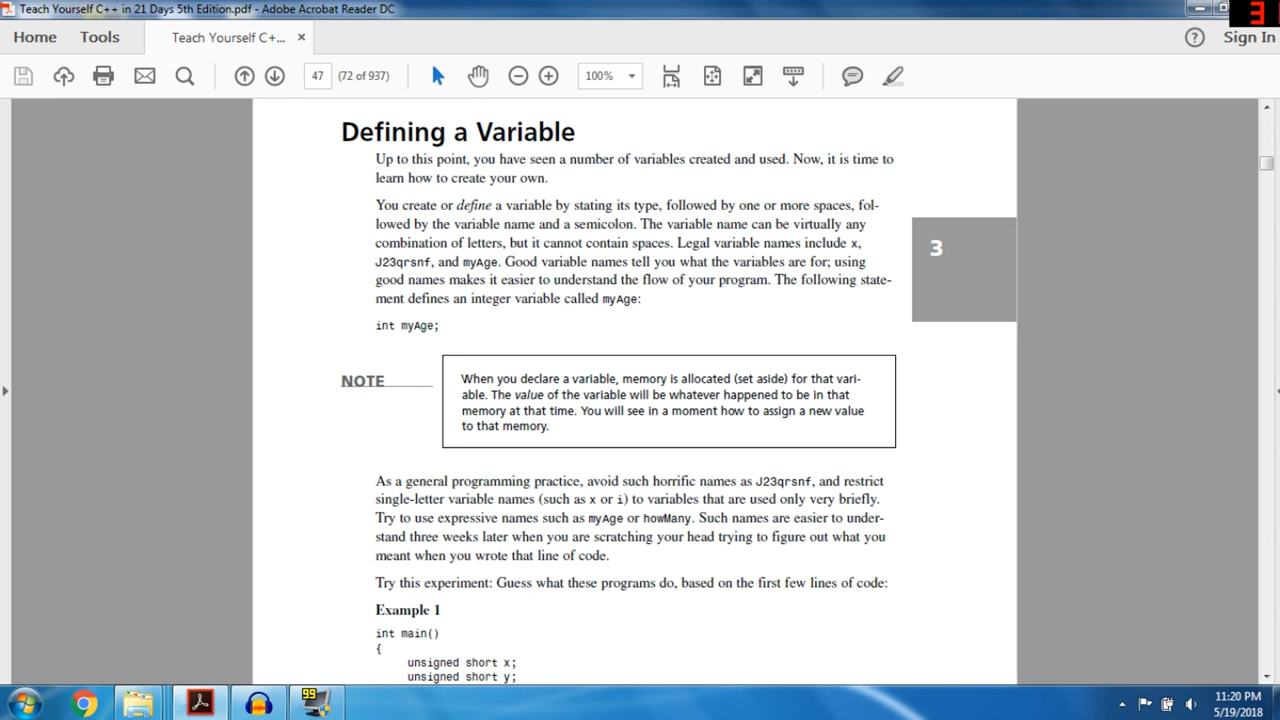 Teach Yourself C++ in 21 Days 5th Edition.pdf - Adobe Acrobat Reader DC
Home Tools Teach Yourself C+... × Sign In
47 (72 of 937) 100%
Defining a Variable
Up to this point, you have seen a number of variables created and used. Now, it is time to
learn how to create your own.
You create or define a variable by stating its type, followed by one or more spaces, fol-
lowed by the variable name and a semicolon. The variable name can be virtually any
combination of letters, but it cannot contain spaces. Legal variable names include x,
J23qrsnf, and myAge. Good variable names tell you what the variables are for; using
good names makes it easier to understand the flow of your program. The following state-
ment defines an integer variable called myAge:
int myAge;
3
NOTE
When you declare a variable, memory is allocated (set aside) for that vari-
able. The value of the variable will be whatever happened to be in that
memory at that time. You will see in a moment how to assign a new value
to that memory.
As a general programming practice, avoid such horrific names as J23qrsnf, and restrict
single-letter variable names (such as x or i) to variables that are used only very briefly.
Try to use expressive names such as myAge or howMany. Such names are easier to under-
stand three weeks later when you are scratching your head trying to figure out what you
meant when you wrote that line of code.
Try this experiment: Guess what these programs do, based on the first few lines of code:
Example 1
int main()
{
unsigned short x;
unsigned short y;
99
11:20 PM
5/19/2018